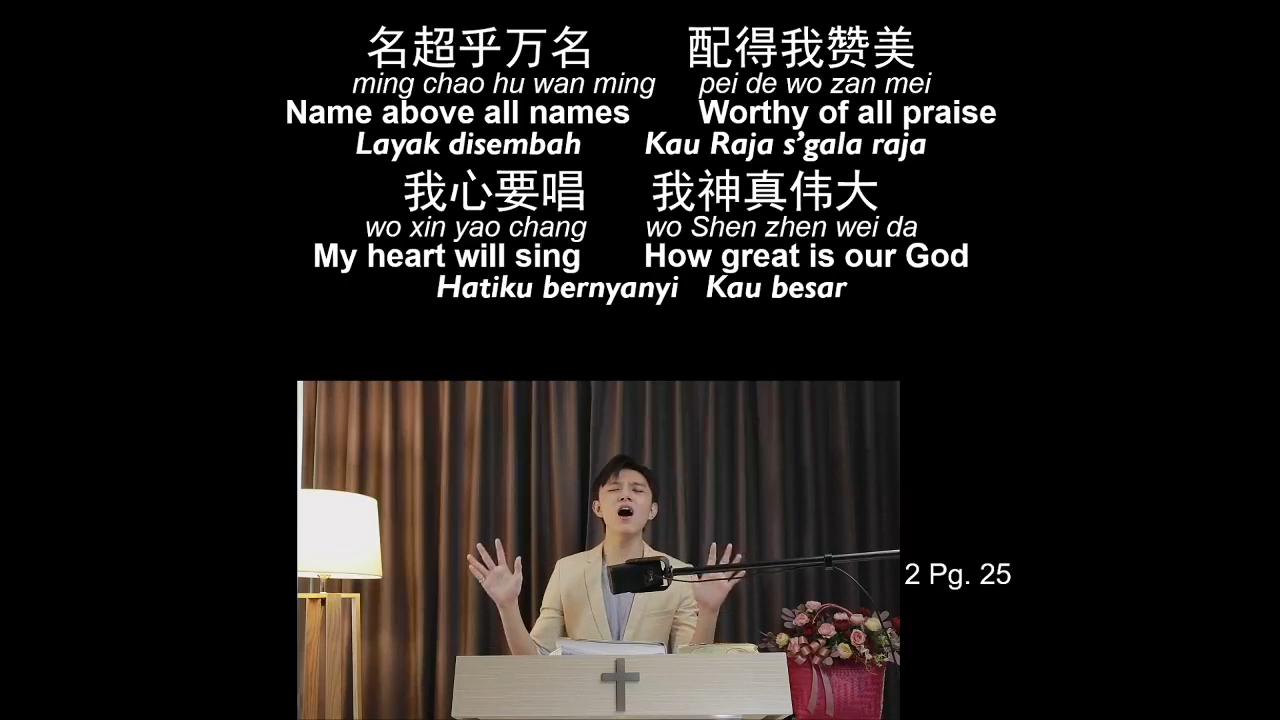 名超乎万名 配得我赞美
ming chao hu wan ming pei de wo zan mei
Name above all names Worthy of all praise
Layak disembah Kau Raja s’gala raja
我心要唱 我神真伟大
wo xin yao chang wo Shen zhen wei da
My heart will sing How great is our God
Hatiku bernyanyi Kau besar
2 Pg. 25